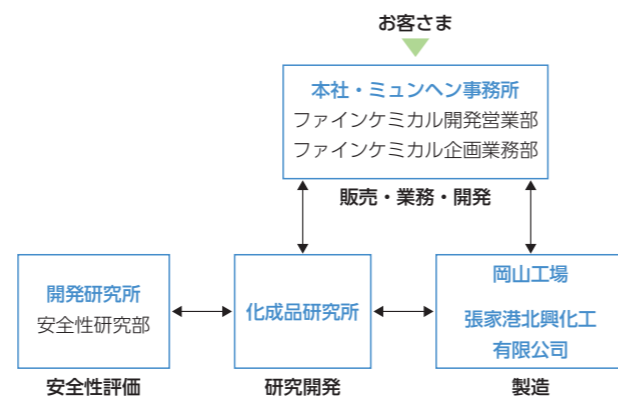 お客さま
本社・ミュンヘン事務所
ファインケミカル開発営業部
ファインケミカル企画業務部
販売・業務・開発
開発研究所
安全性研究部
安全性評価
化成品研究所
研究開発
岡山工場
張家港北興化工
有限公司
製造